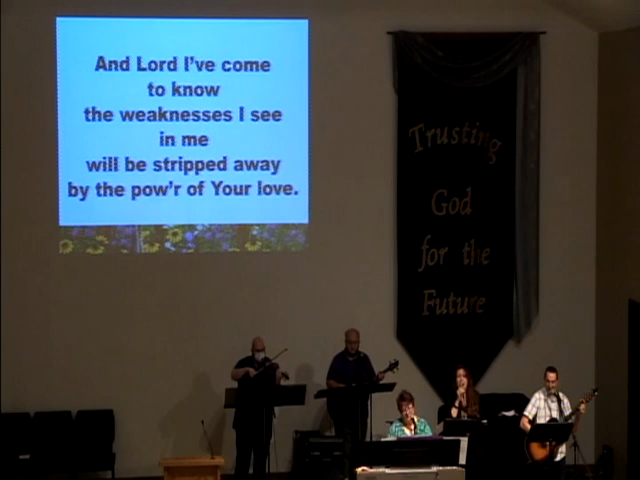 And Lord I've come
to know
the weaknesses I see
in me
will be stripped away
by the pow'r of Your love.
Trusting
God
for the
Future